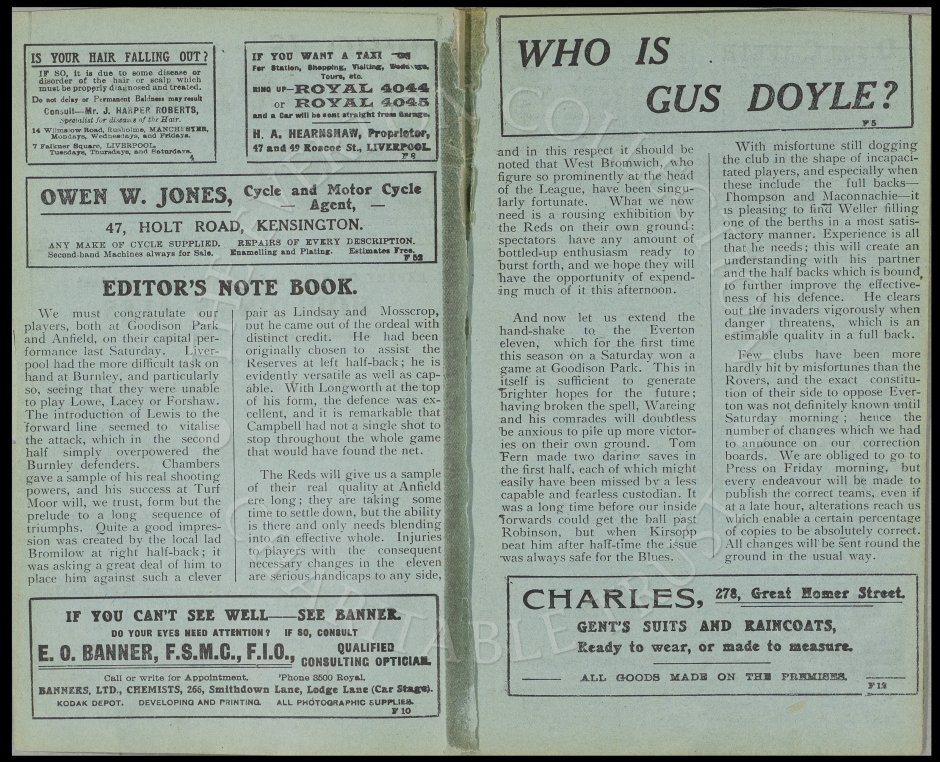 IS YOUR HAIR FALLING OUT?
IF SO, it is due to some disease or
disorder of the hair or scalp which
must be properly diagnosed and treated.
Do not delay or Permanent Baldness may result
Consult—Mr. J. HARPER ROBERTS,
Specialist for diseases of the Hair.
14 Wilmslow Road, Rusholme, MANCHESTER,
Mondays, Wednesdays, and Fridays.
7 Falkner Square, LIVERPOOL,
Tuesdays, Thursdays, and Saturdays.
4
IF YOU WANT A TAXI
For Station, Shopping, Visiting, Weddings,
Tours, etc.
RING UP—ROYAL 4044
or ROYAL 4045
and a Car will be sent straight from Garage.
H. A. HEARNSHAW, Proprietor,
47 and 49 Roscoe St., LIVERPOOL
F 8
OWEN W. JONES, Cycle and Motor Cycle
— Agent, —
47, HOLT ROAD, KENSINGTON.
ANY MAKE OF CYCLE SUPPLIED. REPAIRS OF EVERY DESCRIPTION.
Second-hand Machines always for Sale. Enamelling and Plating. Estimates Free.
F 52
EDITOR'S NOTE BOOK.
We must congratulate our
players, both at Goodison Park
and Anfield, on their capital per-
formance last Saturday. Liver-
pool had the more difficult task on
hand at Burnley, and particularly
so, seeing that they were unable
to play Lowe, Lacey or Forshaw.
The introduction of Lewis to the
forward line seemed to vitalise
the attack, which in the second
half simply overpowered the
Burnley defenders. Chambers
gave a sample of his real shooting
powers, and his success at Turf
Moor will, we trust, form but the
prelude to a long sequence of
triumphs. Quite a good impres-
sion was created by the local lad
Bromilow at right half-back; it
was asking a great deal of him to
place him against such a clever
pair as Lindsay and Mosscrop,
but he came out of the ordeal with
distinct credit. He had been
originally chosen to assist the
Reserves at left half-back; he is
evidently versatile as well as cap-
able. With Longworth at the top
of his form, the defence was ex-
cellent, and it is remarkable that
Campbell had not a single shot to
stop throughout the whole game
that would have found the net.
The Reds will give us a sample
of their real quality at Anfield
ere long; they are taking some
time to settle down, but the ability
is there and only needs blending
into an effective whole. Injuries
to players with the consequent
necessary changes in the eleven
are serious handicaps to any side,
IF YOU CAN'T SEE WELL—SEE BANNER.
DO YOUR EYES NEED ATTENTION? IF SO, CONSULT
E. O. BANNER, F.S.M.C., F.I.O., QUALIFIED
CONSULTING OPTICIAN.
Call or write for Appointment. 'Phone 3500 Royal.
BANNERS, LTD., CHEMISTS, 266, Smithdown Lane, Lodge Lane (Car Stage).
KODAK DEPOT. DEVELOPING AND PRINTING. ALL PHOTOGRAPHIC SUPPLIES.
F 10
WHO IS
GUS DOYLE?
F 5
and in this respect it should be
noted that West Bromwich, who
figure so prominently at the head
of the League, have been singu-
larly fortunate. What we now
need is a rousing exhibition by
the Reds on their own ground:
spectators have any amount of
bottled-up enthusiasm ready to
burst forth, and we hope they will
have the opportunity of expend-
ing much of it this afternoon.
And now let us extend the
hand-shake to the Everton
eleven, which for the first time
this season on a Saturday won a
game at Goodison Park. This in
itself is sufficient to generate
brighter hopes for the future;
having broken the spell, Wareing
and his comrades will doubtless
be anxious to pile up more victor-
ies on their own ground. Tom
Fern made two daring saves in
the first half, each of which might
easily have been missed by a less
capable and fearless custodian. It
was a long time before our inside
forwards could get the ball past
Robinson, but when Kirsopp
beat him after half-time the issue
was always safe for the Blues.
With misfortune still dogging
the club in the shape of incapaci-
tated players, and especially when
these include the full backs—
Thompson and Maconnachie—it
is pleasing to find Weller filling
one of the berths in a most satis-
factory manner. Experience is all
that he needs; this will create an
understanding with his partner
and the half backs which is bound
to further improve the effective-
ness of his defence. He clears
out the invaders vigorously when
danger threatens, which is an
estimable quality in a full back.
Few clubs have been more
hardly hit by misfortunes than the
Rovers, and the exact constitu-
tion of their side to oppose Ever-
ton was not definitely known until
Saturday morning; hence the
number of changes which we had
to announce on our correction
boards. We are obliged to go to
Press on Friday morning, but
every endeavour will be made to
publish the correct teams, even if
at a late hour, alterations reach us
which enable a certain percentage
of copies to be absolutely correct.
All changes will be sent round the
ground in the usual way.
CHARLES, 278, Great Homer Street.
GENT'S SUITS AND RAINCOATS,
Ready to wear, or made to measure.
ALL GOODS MADE ON THE PREMISES.